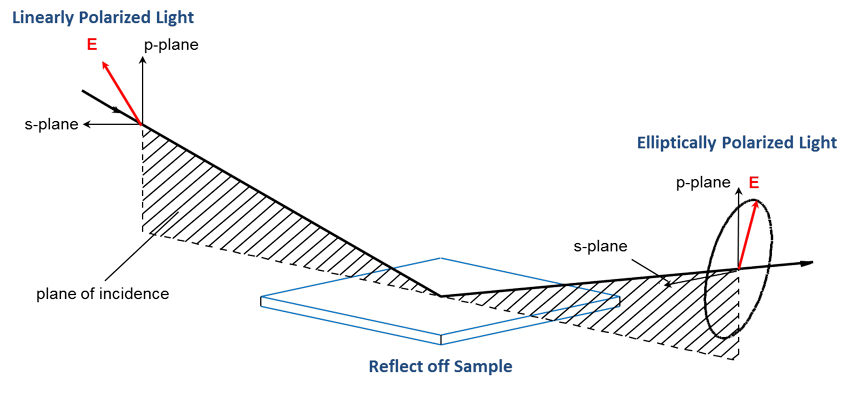 Linearly Polarized Light
E
p-plane
s-plane
Elliptically Polarized Light
p-plane
E
s-plane
plane of incidence
Reflect off Sample